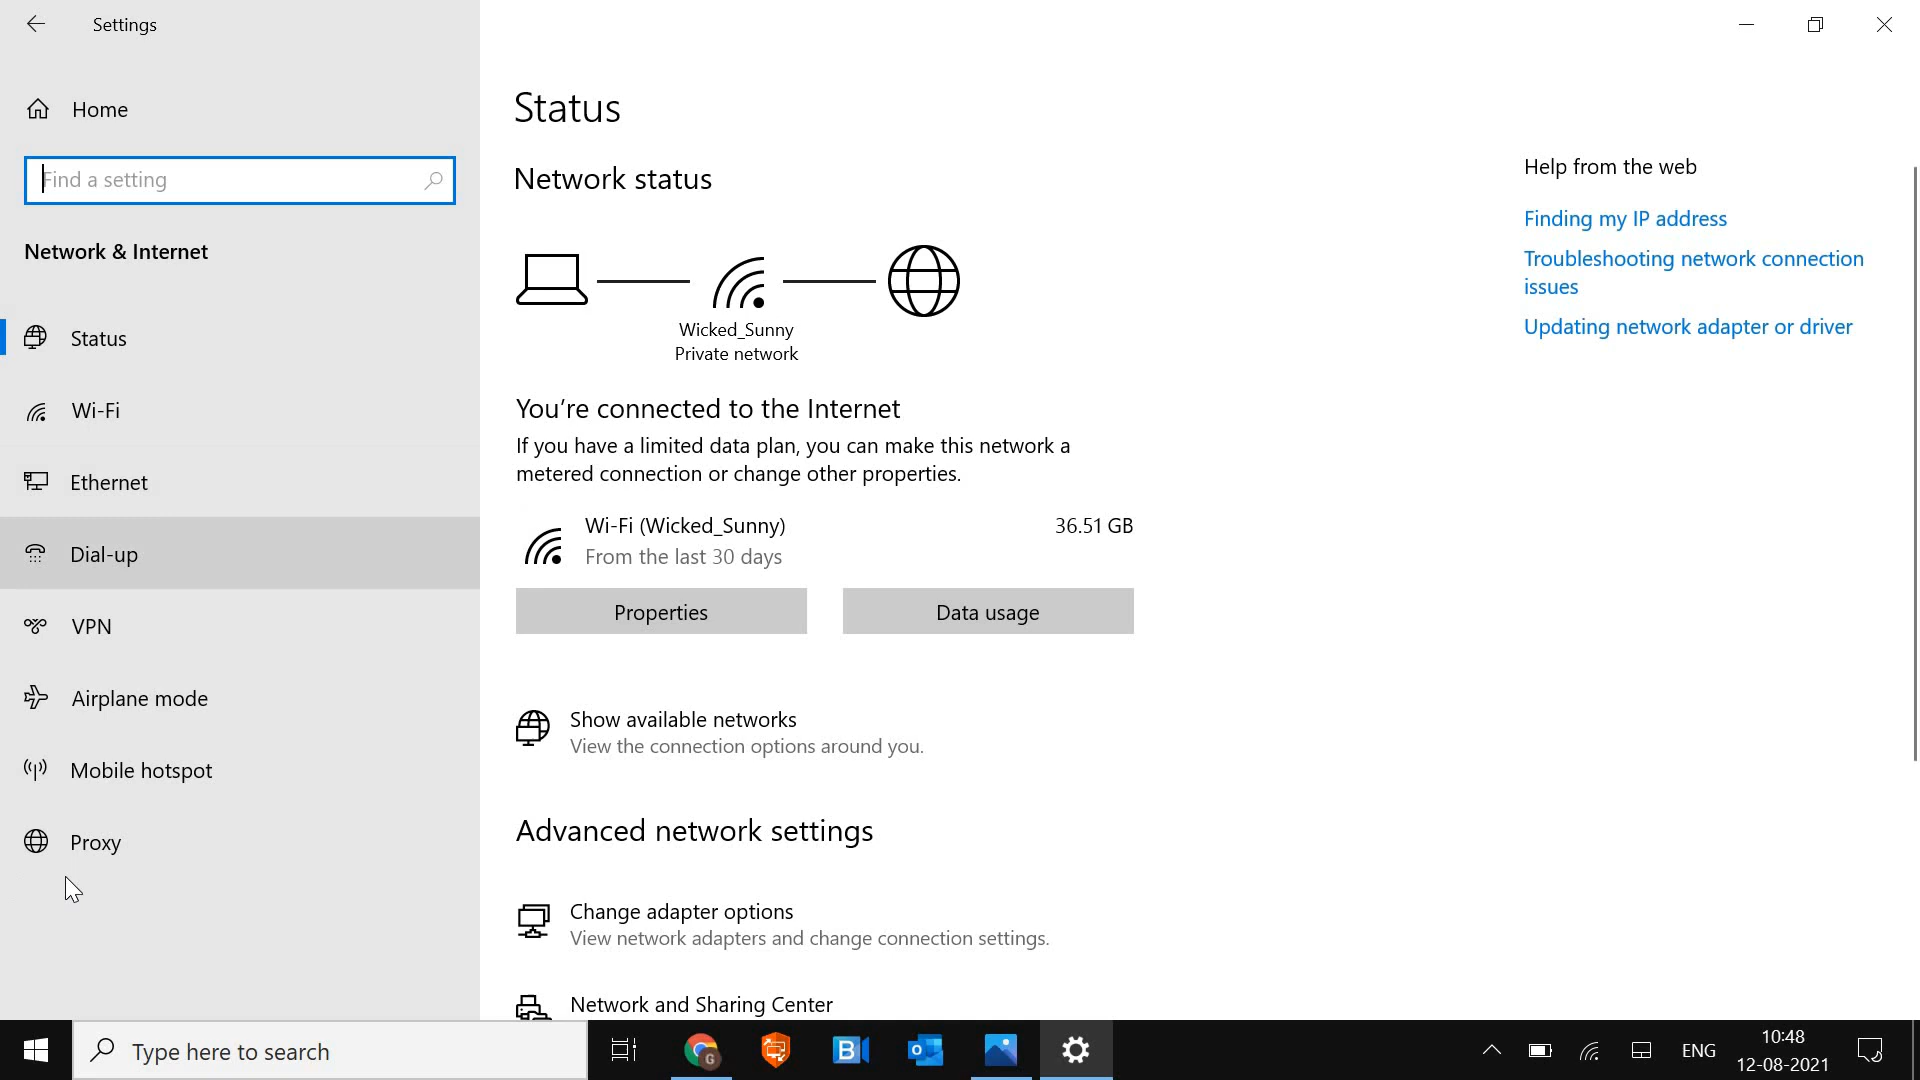 Settings
Home
Find a setting
Network & Internet
Status
Wi-Fi
Ethernet
Dial-up
VPN
Airplane mode
Mobile hotspot
Proxy
Status
Network status
Wicked_Sunny
Private network
You’re connected to the Internet
If you have a limited data plan, you can make this network a
metered connection or change other properties.
Wi-Fi (Wicked_Sunny)
36.51 GB
From the last 30 days
Properties
Data usage
Show available networks
View the connection options around you.
Advanced network settings
Change adapter options
View network adapters and change connection settings.
Network and Sharing Center
Help from the web
Finding my IP address
Troubleshooting network connection
issues
Updating network adapter or driver
Type here to search
G
B
o
ENG
10:48
12-08-2021